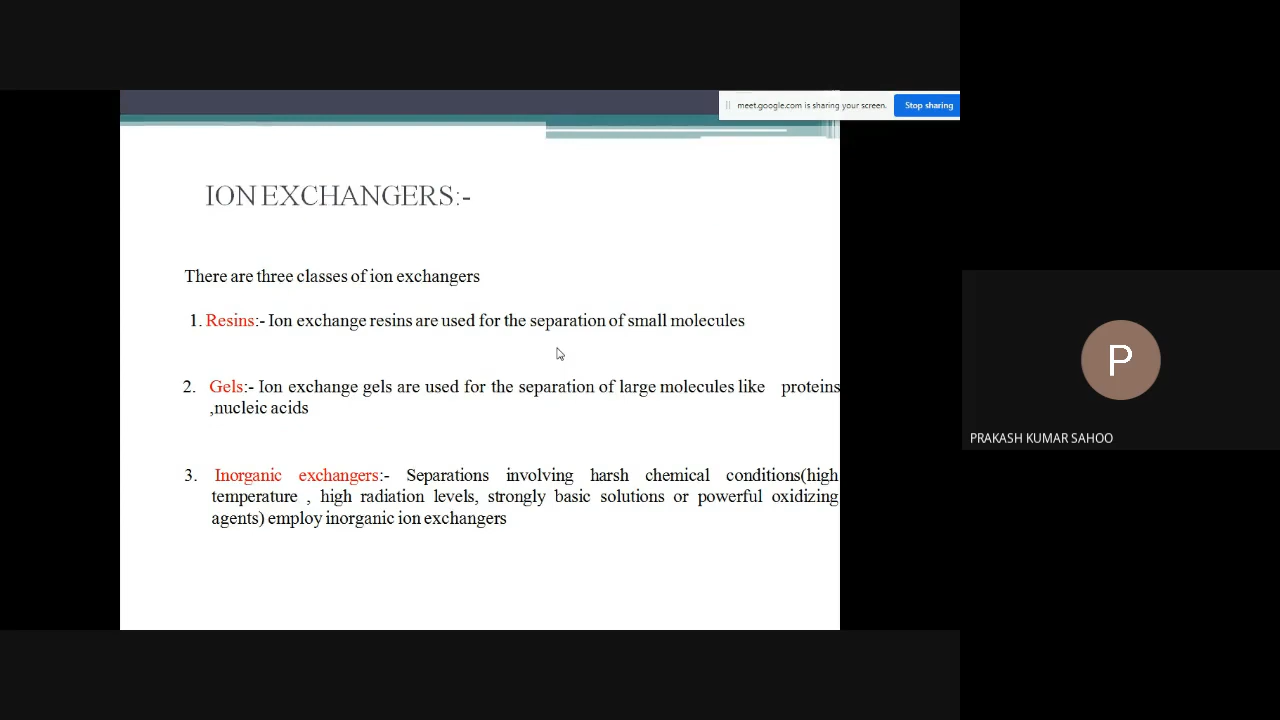 meet.google.com is sharing your screen.
Stop sharing
ION EXCHANGERS:-
There are three classes of ion exchangers
1. Resins:- Ion exchange resins are used for the separation of small molecules
2. Gels:- Ion exchange gels are used for the separation of large molecules like proteins
,nucleic acids
3. Inorganic exchangers:- Separations involving harsh chemical conditions(high
temperature , high radiation levels, strongly basic solutions or powerful oxidizing
agents) employ inorganic ion exchangers
P
PRAKASH KUMAR SAHOO